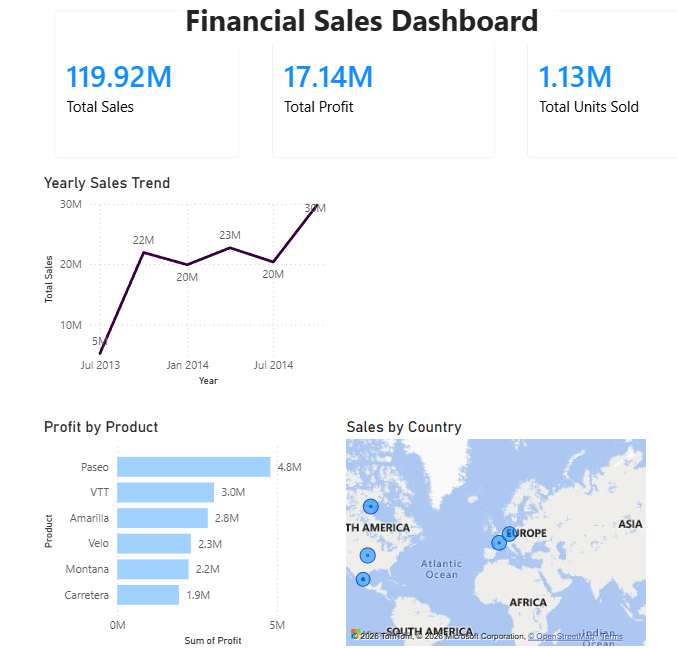 Financial Sales Dashboard
119.92M
Total Sales
17.14M
Total Profit
1.13M
Total Units Sold
Yearly Sales Trend
Total Sales
30M
20M
10M
5M
22M
20M
23M
20M
30M
Jul 2013
Jan 2014
Jul 2014
Year
Profit by Product
Product
Paseo
4.8M
VTT
3.0M
Amarilla
2.8M
Velo
2.3M
Montana
2.2M
Carretera
1.9M
0M
5M
Sum of Profit
Sales by Country
TH AMERICA
EUROPE
ASIA
Atlantic
Ocean
AFRICA
SOUTH AMERICA
Indian
Ocean
© 2026 TomTom, © 2026 Microsoft Corporation, © OpenStreetMap Terms